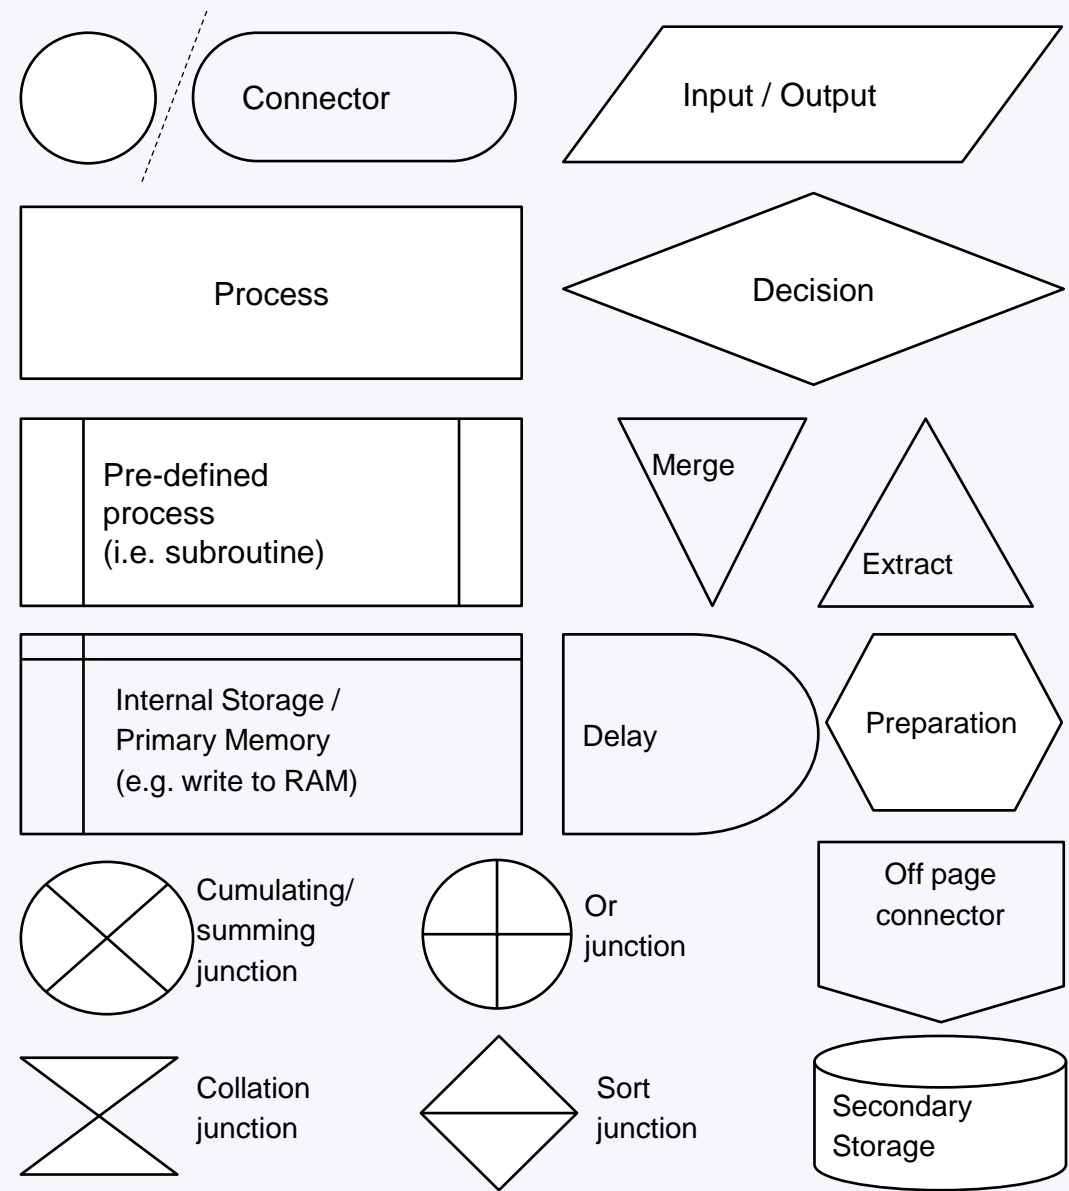 Connector
Input / Output
Process
Decision
Pre-defined
process
(i.e. subroutine)
Merge
Extract
Internal Storage /
Primary Memory
(e.g. write to RAM)
Delay
Preparation
Cumulating/
summing
junction
Or
junction
Off page
connector
Collation
junction
Sort
junction
Secondary
Storage